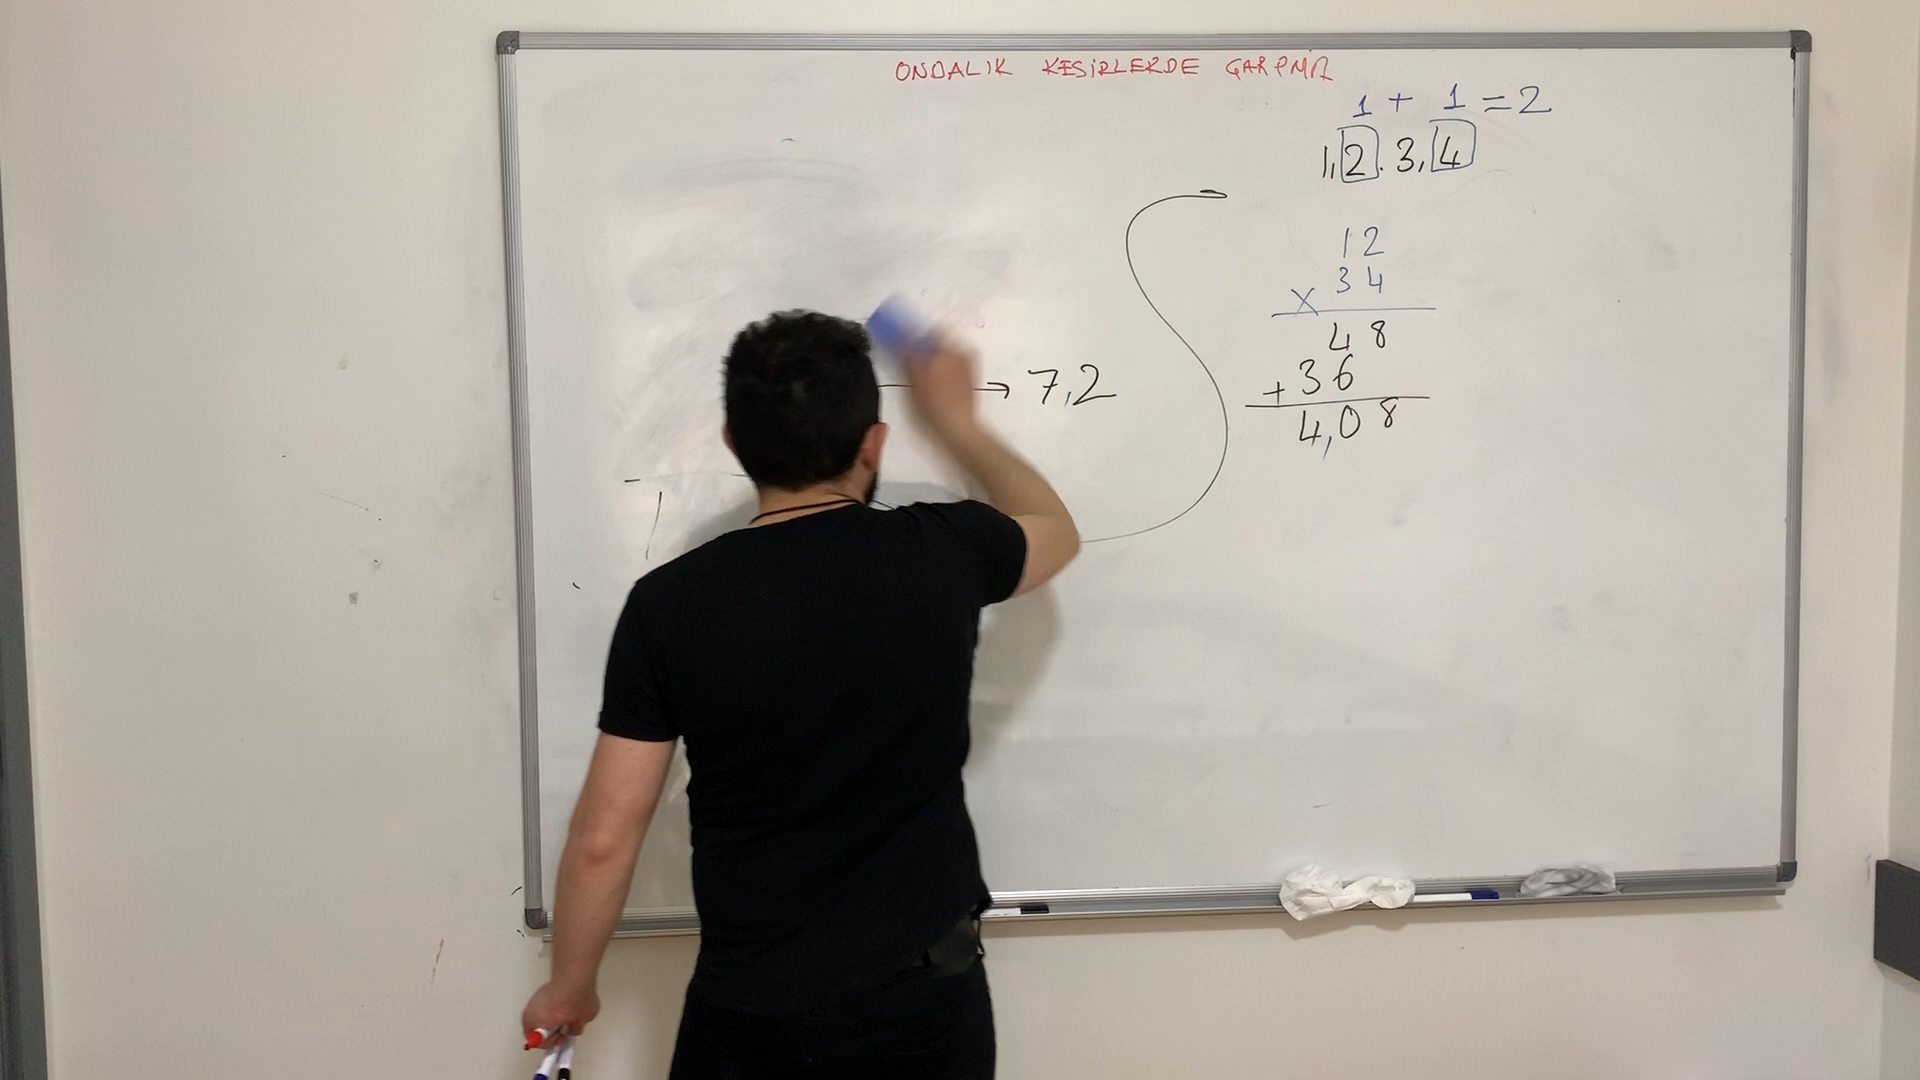 ONDALIK KESİRLERDE ÇARPMA
1 + 1 = 2
1,2 . 3,4
12
x 34
48
+ 36
4,08
→ 7,2